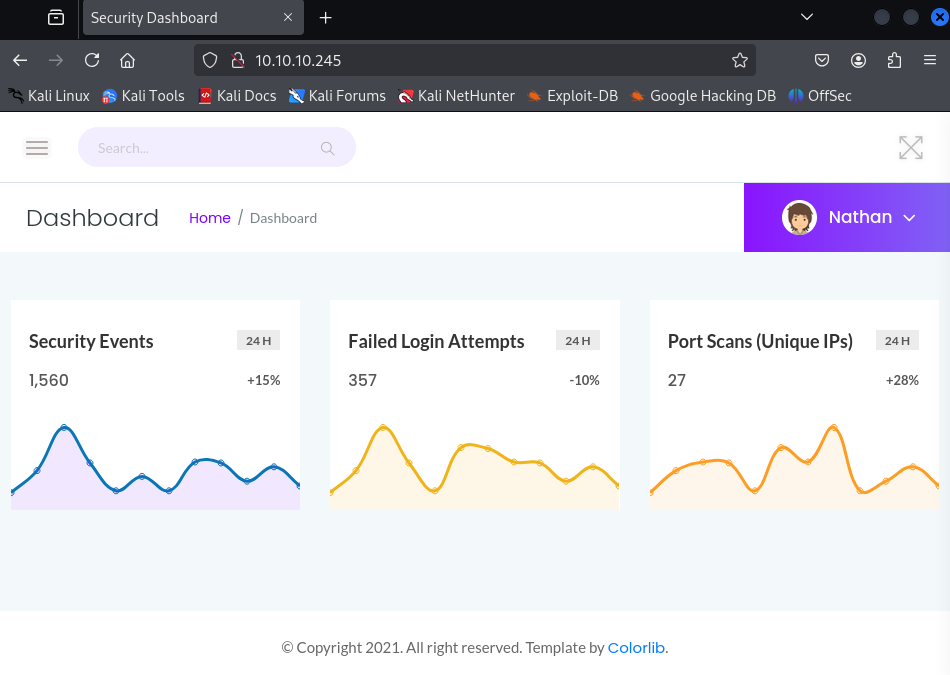 Security Dashboard
10.10.10.245
Kali Linux Kali Tools Kali Docs Kali Forums Kali NetHunter Exploit-DB Google Hacking DB OffSec
Search...
Dashboard Home / Dashboard Nathan
Security Events 24 H
1,560 +15%
Failed Login Attempts 24 H
357 -10%
Port Scans (Unique IPs) 24 H
27 +28%
© Copyright 2021. All right reserved. Template by Colorlib.